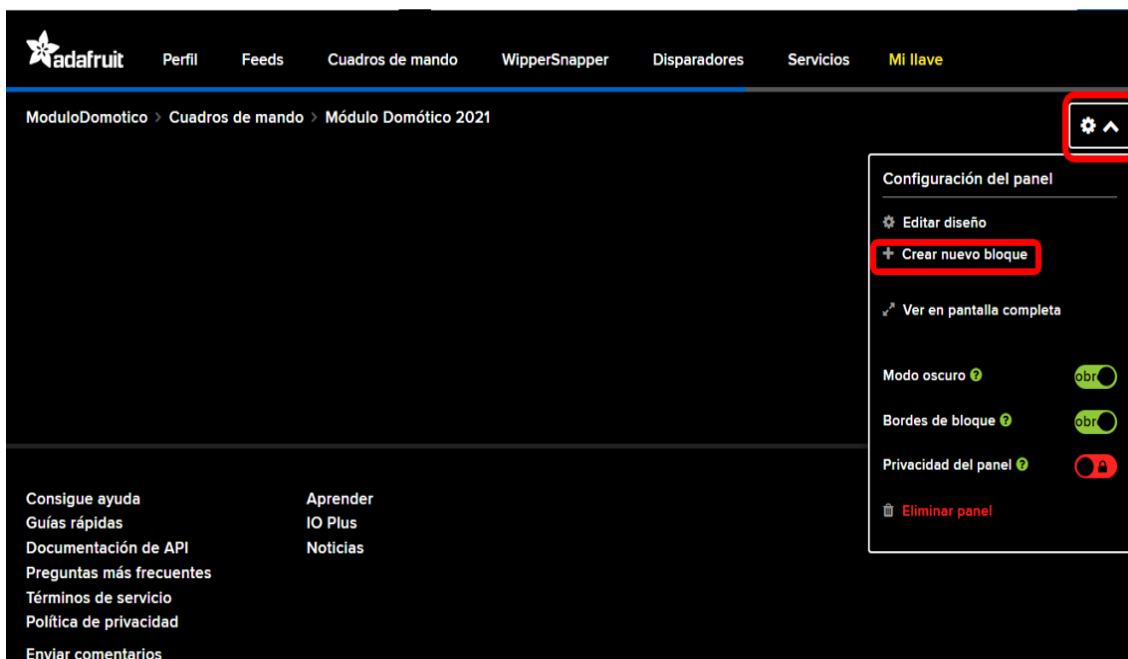 adafruit Perfil Feeds Cuadros de mando WipperSnapper Disparadores Servicios Mi llave
ModuloDomotico > Cuadros de mando > Módulo Domótico 2021
Configuración del panel
Editar diseño
+ Crear nuevo bloque
Ver en pantalla completa
Modo oscuro ? obr
Bordes de bloque ? obr
Privacidad del panel ?
Eliminar panel
Consigue ayuda
Guías rápidas
Documentación de API
Preguntas más frecuentes
Términos de servicio
Política de privacidad
Enviar comentarios
Aprender
IO Plus
Noticias